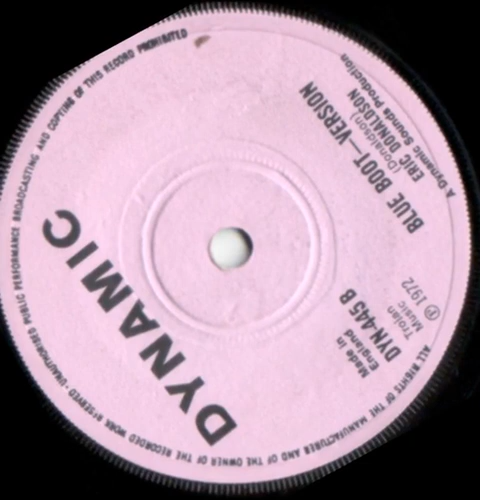 DYNAMIC
Made in
England
DYN-445 B
Trojan
Music
Ⓟ 1972
BLUE BOOT—VERSION
(Donaldson)
ERIC DONALDSON
A Dynamic Sounds Production
ALL RIGHTS OF THE MANUFACTURER AND OF THE OWNER OF THE RECORDED WORK RESERVED · UNAUTHORISED PUBLIC PERFORMANCE BROADCASTING AND COPYING OF THIS RECORD PROHIBITED